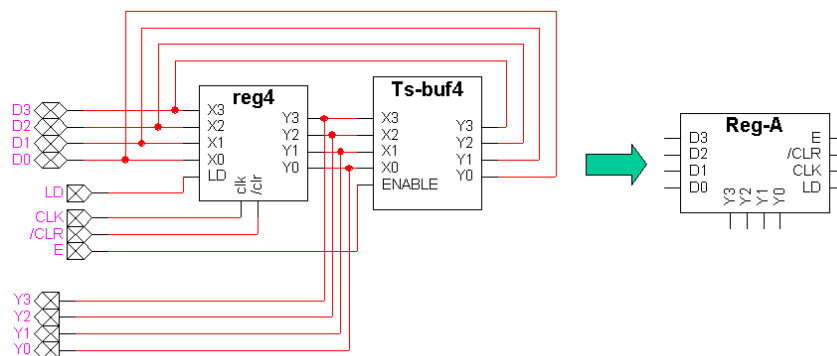 reg4
Ts-buf4
Reg-A
D3
D2
D1
D0
LD
CLK
/CLR
E
Y3
Y2
Y1
Y0
X3
X2
X1
X0
LD
Y3
Y2
Y1
Y0
clk
/clr
X3
X2
X1
X0
ENABLE
Y3
Y2
Y1
Y0
D3
D2
D1
D0
E
/CLR
CLK
LD
Y3
Y2
Y1
Y0